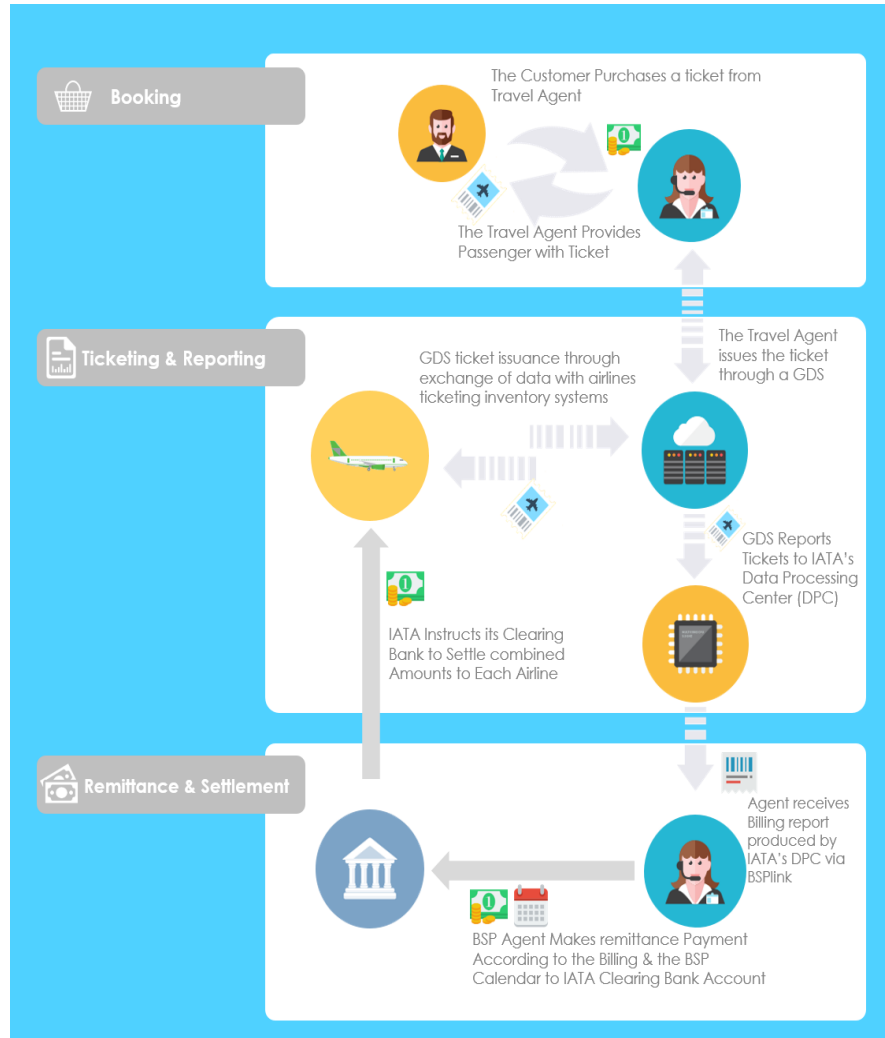 Booking
The Customer Purchases a ticket from
Travel Agent
The Travel Agent Provides
Passenger with Ticket
Ticketing & Reporting
GDS ticket issuance through
exchange of data with airlines
ticketing inventory systems
The Travel Agent
issues the ticket
through a GDS
GDS Reports
Tickets to IATA's
Data Processing
Center (DPC)
IATA Instructs its Clearing
Bank to Settle combined
Amounts to Each Airline
Remittance & Settlement
Agent receives
Billing report
produced by
IATA's DPC via
BSPlink
BSP Agent Makes remittance Payment
According to the Billing & the BSP
Calendar to IATA Clearing Bank Account